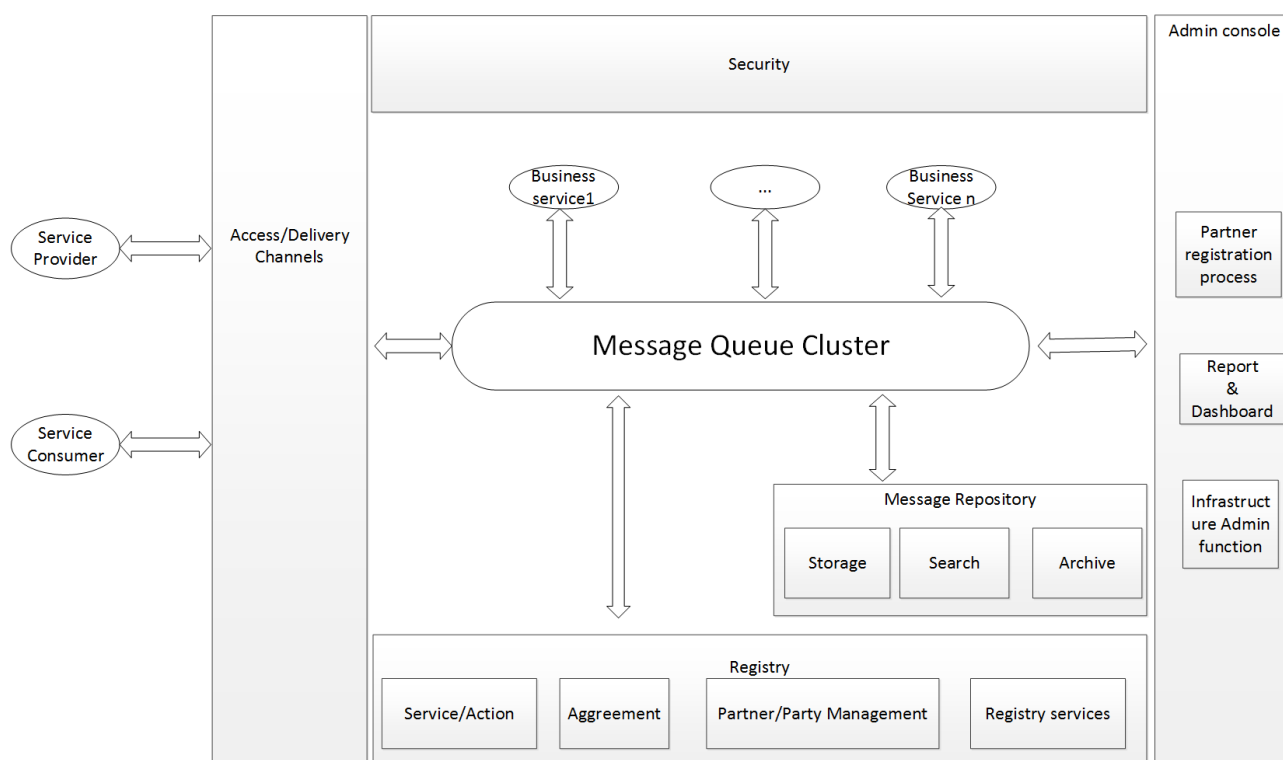 Admin console
Security
Business
service1
...
Business
Service n
Service
Provider
Access/Delivery
Channels
Partner
registration
process
Message Queue Cluster
Report
&
Dashboard
Service
Consumer
Message Repository
Infrastruct
ure Admin
function
Storage
Search
Archive
Registry
Service/Action
Aggreement
Partner/Party Management
Registry services